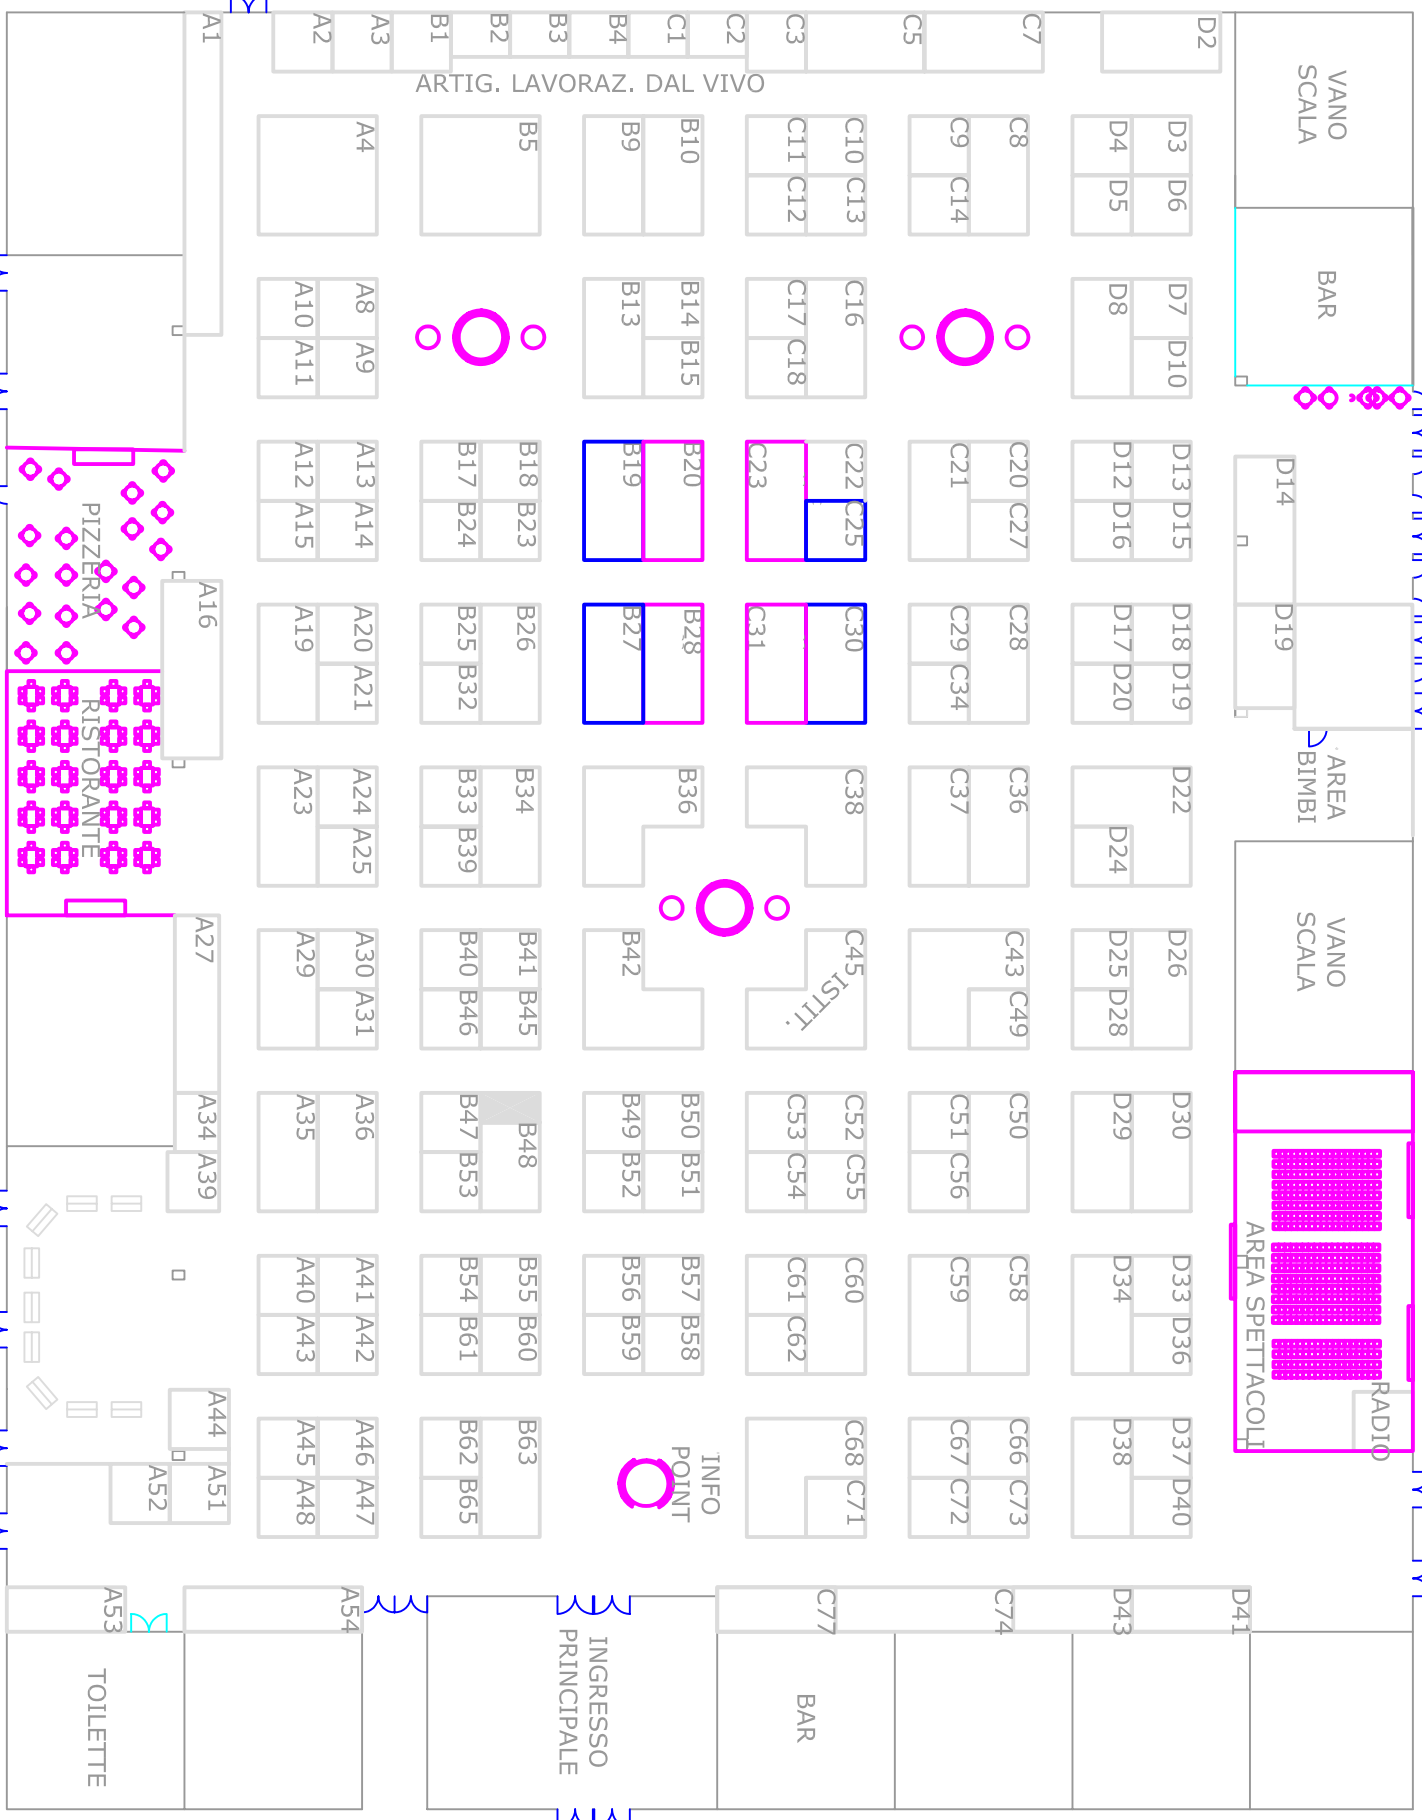 A1
A2
A3
B1
B2
B3
B4
C1
C2
C3
C5
C7
D2
ARTIG. LAVORAZ. DAL VIVO
VANO
SCALA
A4
B5
B9
B10
C11
C10
C9
C8
D4
D3
C12
C13
C14
D5
D6
A10
A8
B13
B14
C17
C16
D8
D7
BAR
A11
A9
B15
C18
D10
A12
A13
B17
B18
B19
B20
C23
C22
C21
C20
D12
D13
D14
A15
A14
B24
B23
C25
C27
D16
D15
PIZZERIA
A16
A19
A20
B25
B26
B27
B28
C31
C30
C29
C28
D17
D18
D19
A21
B32
C34
D20
D19
RISTORANTE
A23
A24
B33
B34
B36
C38
C37
C36
D22
AREA
BIMBI
A25
B39
D24
A27
A29
A30
B40
B41
B42
C45
C43
D25
D26
VANO
SCALA
A31
B46
B45
ISTIT.
C49
D28
A34
A35
A36
B47
B48
B49
B50
C53
C52
C51
C50
D29
D30
A39
B53
B52
B51
C54
C55
C56
AREA SPETTACOLI
A40
A41
B54
B55
B56
B57
C61
C60
C59
C58
D34
D33
A43
A42
B61
B60
B59
B58
C62
D36
RADIO
A44
A45
A46
B62
B63
INFO
POINT
C68
C67
C66
D38
D37
A52
A51
A48
A47
B65
C71
C72
C73
D40
A53
A54
C77
C74
D43
D41
TOILETTE
INGRESSO
PRINCIPALE
BAR